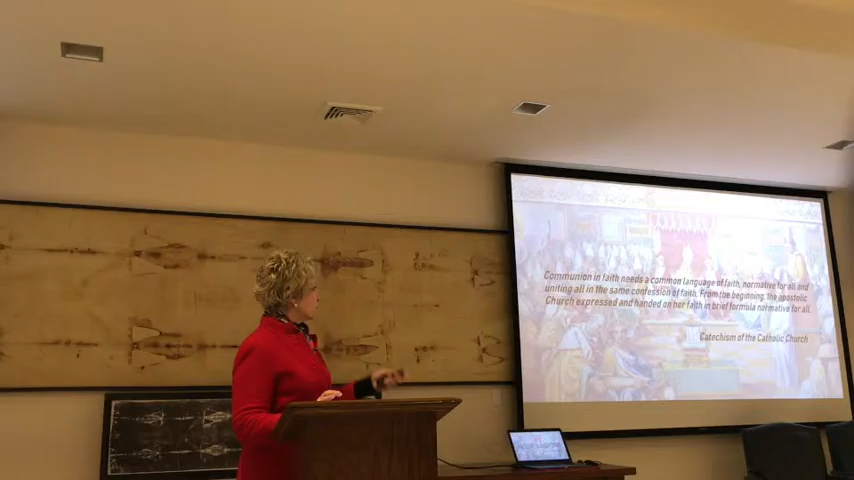 Communion in faith needs a common language of faith, normative for all and
uniting all in the same confession of faith. From the beginning, the apostolic
Church expressed and handed on her faith in brief formula normative for all.
Catechism of the Catholic Church